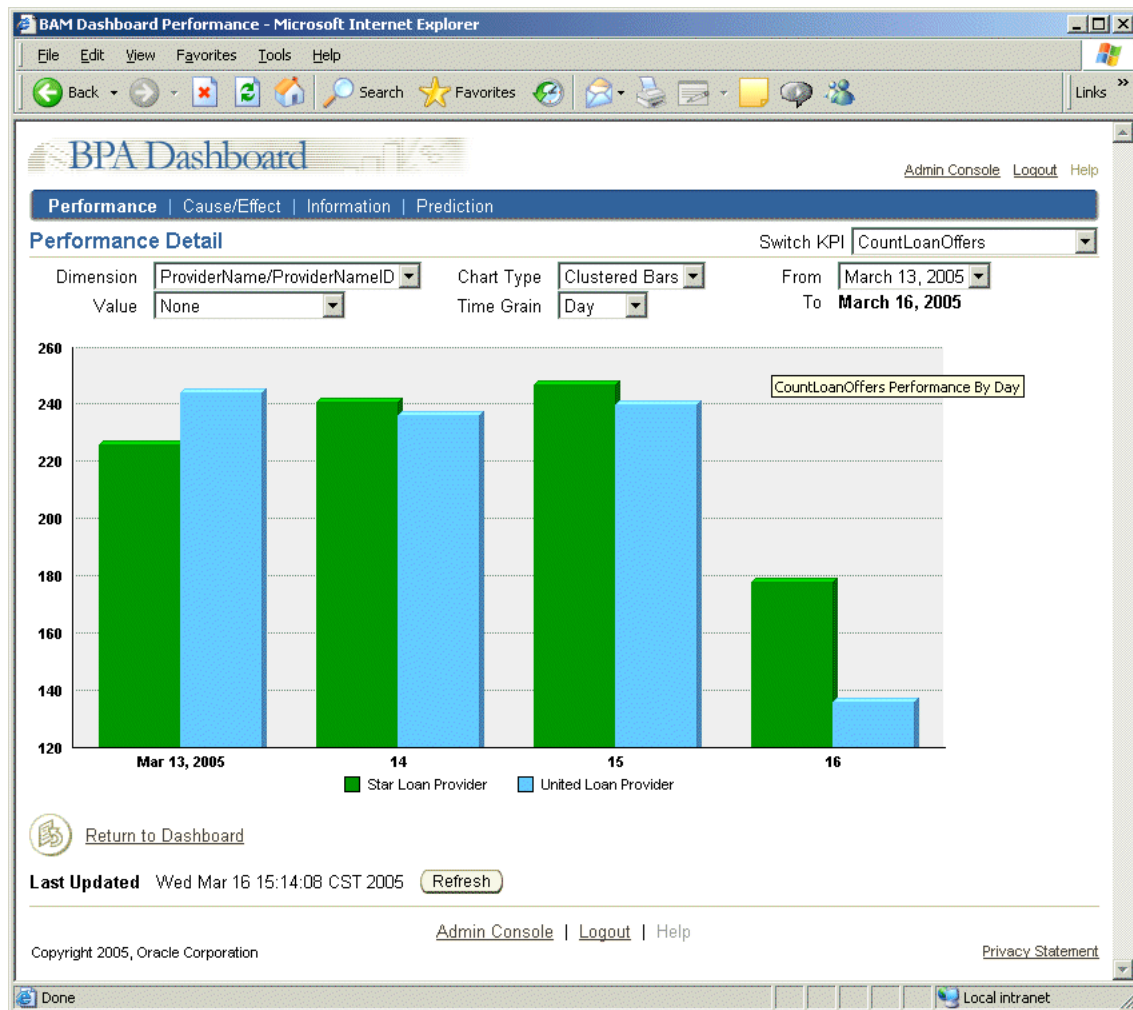 BAM Dashboard Performance - Microsoft Internet Explorer
File Edit View Favorites Tools Help
Back Search Favorites Links »
BPA Dashboard
Admin Console Logout Help
Performance | Cause/Effect | Information | Prediction
Performance Detail Switch KPI CountLoanOffers
Dimension ProviderName/ProviderNameID Chart Type Clustered Bars From March 13, 2005
Value None Time Grain Day To March 16, 2005
260
CountLoanOffers Performance By Day
240
220
200
180
160
140
120
Mar 13, 2005 14 15 16
Star Loan Provider United Loan Provider
Return to Dashboard
Last Updated Wed Mar 16 15:14:08 CST 2005 Refresh
Admin Console | Logout | Help
Copyright 2005, Oracle Corporation Privacy Statement
Done Local intranet